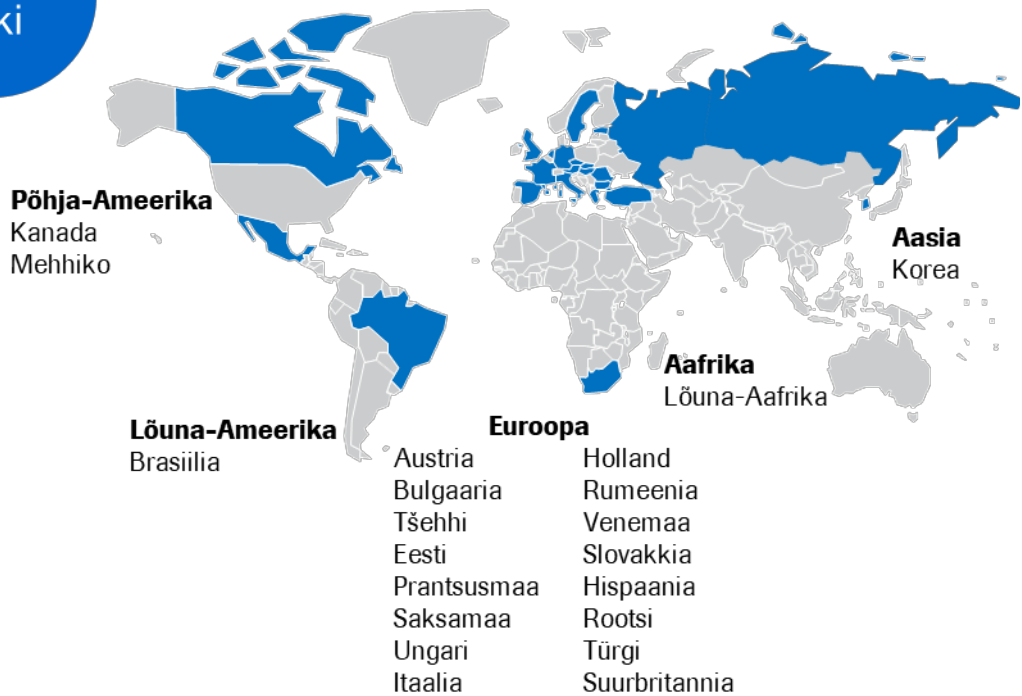 ki
Põhja-Ameerika
Kanada
Mehhiko
Aasia
Korea
Aafrika
Lõuna-Aafrika
Lõuna-Ameerika
Brasiilia
Euroopa
Austria
Bulgaaria
Tšehhi
Eesti
Prantsusmaa
Saksamaa
Ungari
Itaalia
Holland
Rumeenia
Venemaa
Slovakkia
Hispaania
Rootsi
Türgi
Suurbritannia